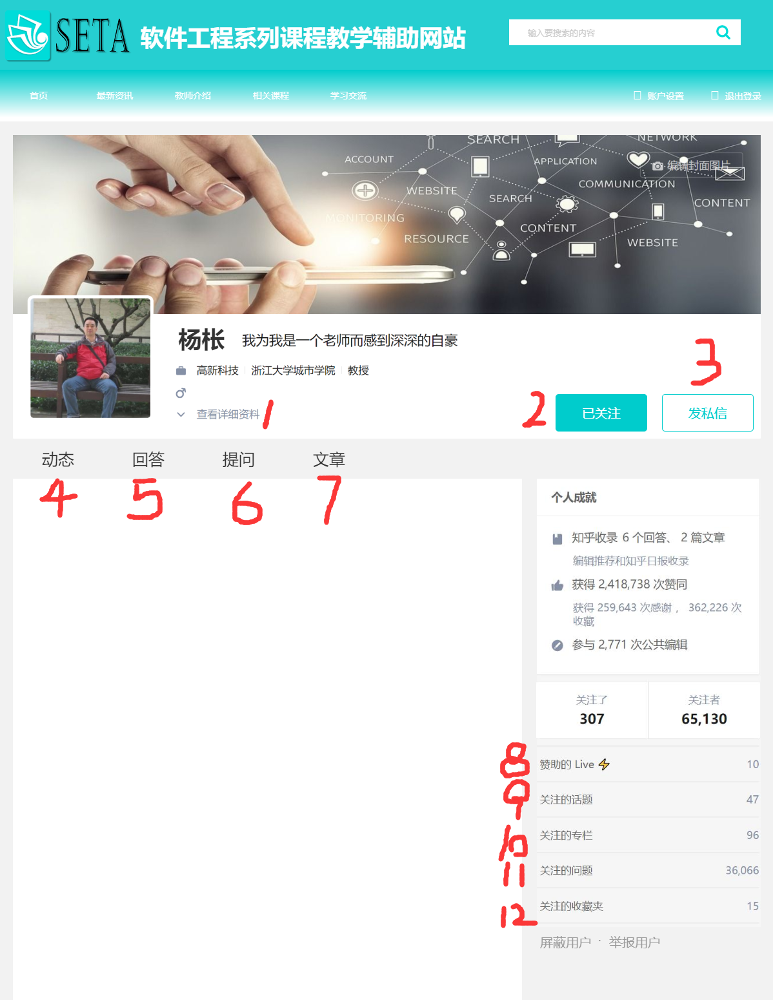 SETA 软件工程系列课程教学辅助网站
输入要搜索的内容
首页 最新资讯 教师介绍 相关课程 学习交流 账户设置 退出登录
SEARCH NETWORK
ACCOUNT APPLICATION 编辑封面图片
WEBSITE SEARCH COMMUNICATION
MONITORING CONTENT CONTENT
RESOURCE WEBSITE
杨枨 我为我是一个老师而感到深深的自豪
3
高新科技 浙江大学城市学院 教授
查看详细资料 1 2 已关注 发私信
动态 回答 提问 文章
4 5 6 7
个人成就
知乎收录 6 个回答、 2 篇文章
编辑推荐和知乎日报收录
获得 2,418,738 次赞同
获得 259,643 次感谢， 362,226 次
收藏
参与 2,771 次公共编辑
关注了 关注者
307 65,130
8 赞助的 Live 10
9 关注的话题 47
10 关注的专栏 96
11 关注的问题 36,066
12 关注的收藏夹 15
屏蔽用户 · 举报用户